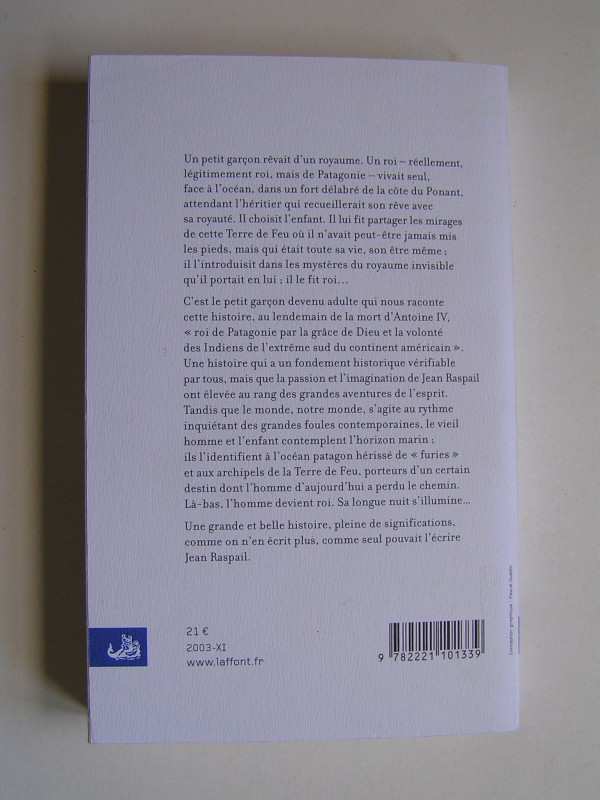 Un petit garçon rêvait d'un royaume. Un roi – réellement,
légitimement roi, mais de Patagonie – vivait seul,
face à l'océan, dans un fort délabré de la côte du Ponant,
attendant l'héritier qui recueillerait son rêve avec
sa royauté. Il choisit l'enfant. Il lui fit partager les mirages
de cette Terre de Feu où il n'avait peut-être jamais mis
les pieds, mais qui était toute sa vie, son être même ;
il l'introduisit dans les mystères du royaume invisible
qu'il portait en lui ; il le fit roi...
C'est le petit garçon devenu adulte qui nous raconte
cette histoire, au lendemain de la mort d'Antoine IV,
« roi de Patagonie par la grâce de Dieu et la volonté
des Indiens de l'extrême sud du continent américain ».
Une histoire qui a un fondement historique vérifiable
par tous, mais que la passion et l'imagination de Jean Raspail
ont élevée au rang des grandes aventures de l'esprit.
Tandis que le monde, notre monde, s'agite au rythme
inquiétant des grandes foules contemporaines, le vieil
homme et l'enfant contemplent l'horizon marin ;
ils l'identifient à l'océan patagon hérissé de « furies »
et aux archipels de la Terre de Feu, porteurs d'un certain
destin dont l'homme d'aujourd'hui a perdu le chemin.
Là-bas, l'homme devient roi. Sa longue nuit s'illumine...
Une grande et belle histoire, pleine de significations,
comme on n'en écrit plus, comme seul pouvait l'écrire
Jean Raspail.
21 €
2003-XI
www.laffont.fr
9 782221 101339
Conception graphique : Pascal